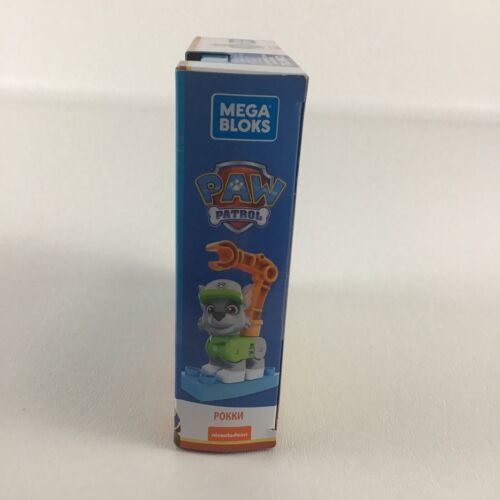 MEGA
BLOKS
PAW
PATROL
РОККИ
nickelodeon